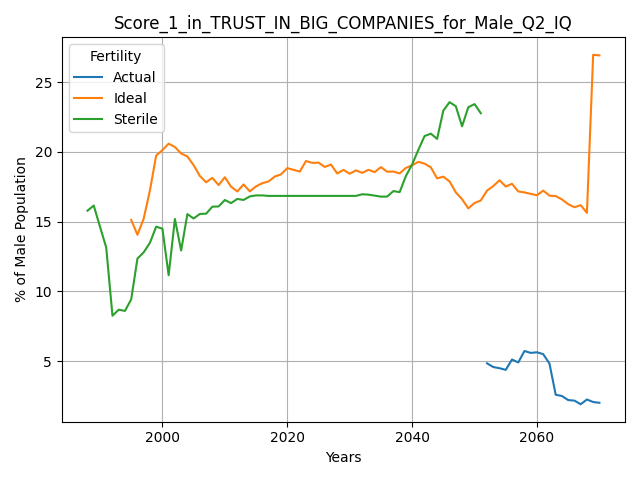 Score_1_in_TRUST_IN_BIG_COMPANIES_for_Male_Q2_IQ
Fertility
Actual
Ideal
Sterile
% of Male Population
25
20
15
10
5
2000
2020
2040
2060
Years